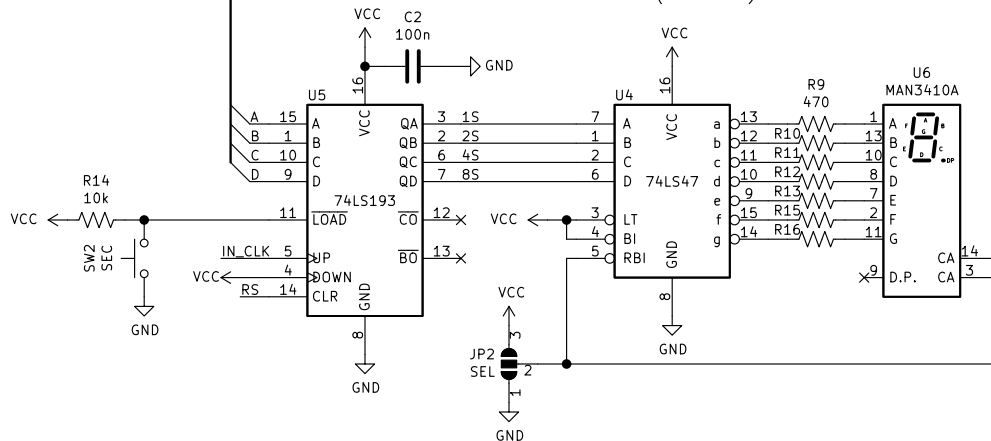 VCC
C2
100n
GND
16
U5
VCC
A 15 A QA 3 1S
B 1 B QB 2 2S
C 10 C QC 6 4S
D 9 D QD 7 8S
74LS193
R14
10k
VCC
11 LOAD CO 12
SW2
SEC
IN_CLK 5 UP BO 13
VCC 4 DOWN
RS 14 CLR
GND
8
GND
GND
VCC
16
U4
VCC
7 A a 13
1 B b 12
2 C c 11
6 D d 10
74LS47
e 9
VCC 3 LT f 15
4 BI g 14
5 RBI
GND
8
GND
R9
470
R10
R11
R12
R13
R15
R16
U6
MAN3410A
1 A
13 B
10 C
8 D
7 E
2 F
11 G
A
F B
G
E C
D DP
CA 14
9 D.P. CA 3
VCC
3
JP2
SEL 2
1
GND